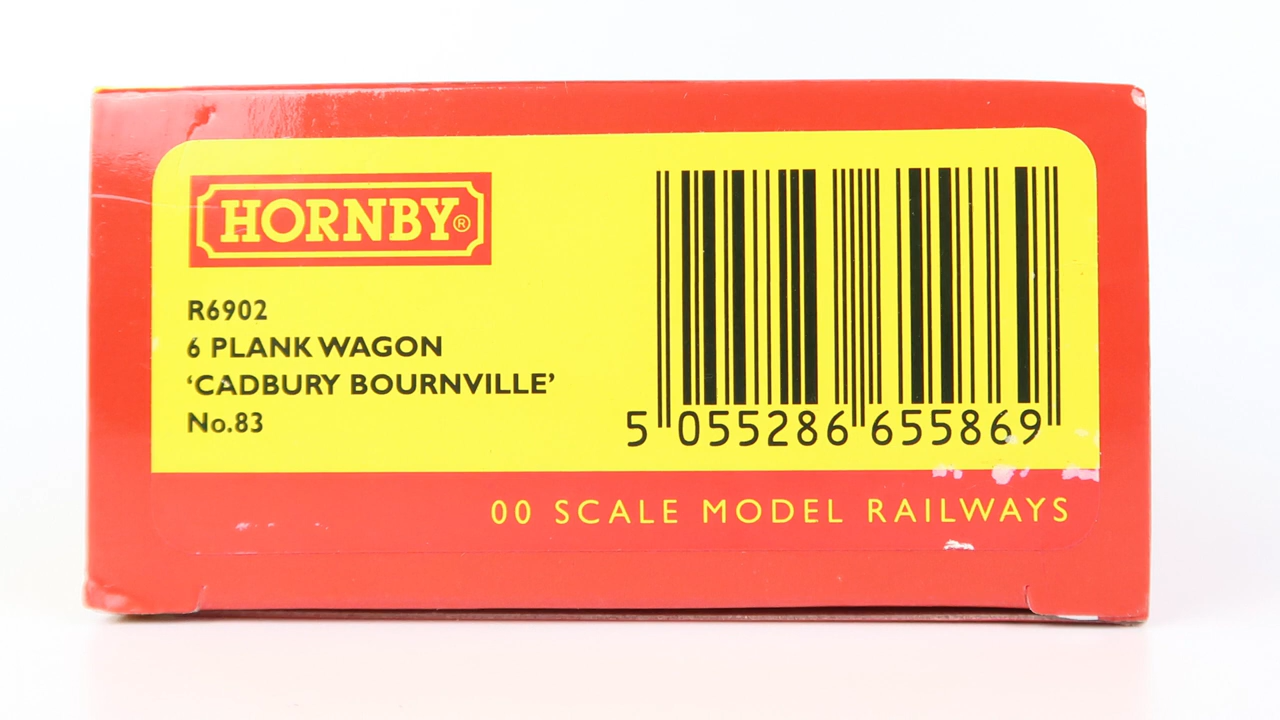 HORNBY®
R6902
6 PLANK WAGON
‘CADBURY BOURNVILLE’
No.83
5 055286 655869
00 SCALE MODEL RAILWAYS